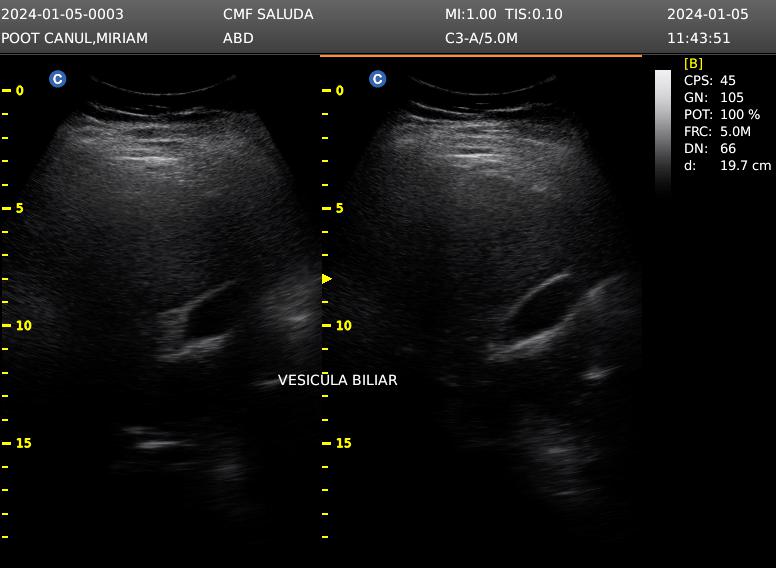 2024-01-05-0003 CMF SALUDA MI:1.00 TIS:0.10 2024-01-05
POOT CANUL,MIRIAM ABD C3-A/5.0M 11:43:51
[B]
C C
CPS: 45
GN: 105
POT: 100 %
FRC: 5.0M
DN: 66
d: 19.7 cm
0 0
5 5
10 10
VESICULA BILIAR
15 15